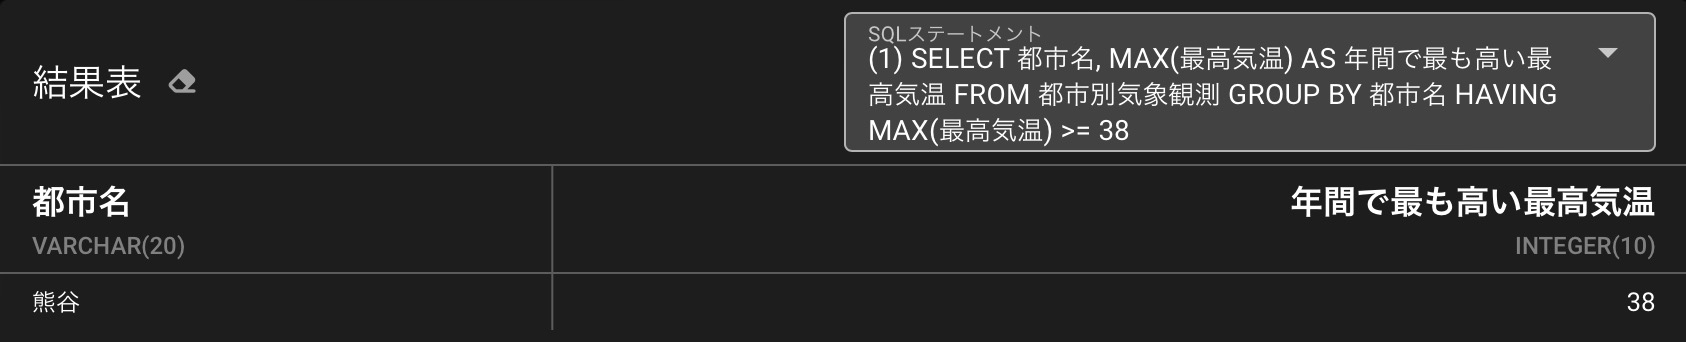 結果表
SQLステートメント
(1) SELECT 都市名, MAX(最高気温) AS 年間で最も高い最
高気温 FROM 都市別気象観測 GROUP BY 都市名 HAVING
MAX(最高気温) >= 38
都市名
VARCHAR(20)
年間で最も高い最高気温
INTEGER(10)
熊谷
38